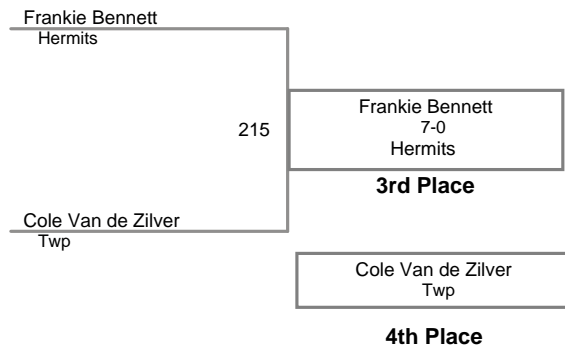 Frankie Bennett
Hermits
215
Frankie Bennett
7-0
Hermits
3rd Place
Cole Van de Zilver
Twp
Cole Van de Zilver
Twp
4th Place